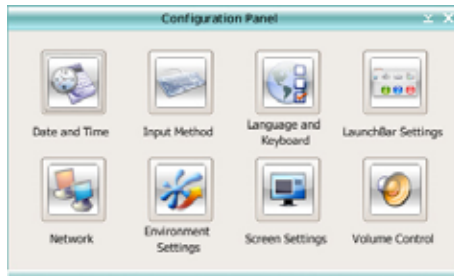 Configuration Panel
Date and Time
Input Method
Language and
Keyboard
LaunchBar Settings
Network
Environment
Settings
Screen Settings
Volume Control